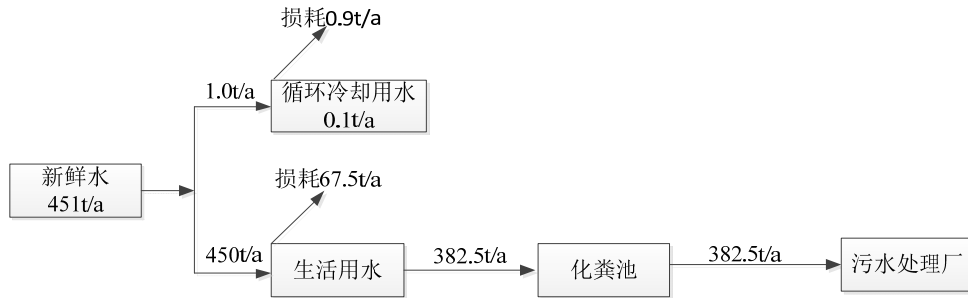 损耗0.9t/a
1.0t/a
循环冷却用水
0.1t/a
新鲜水
451t/a
损耗67.5t/a
450t/a
生活用水
382.5t/a
化粪池
382.5t/a
污水处理厂